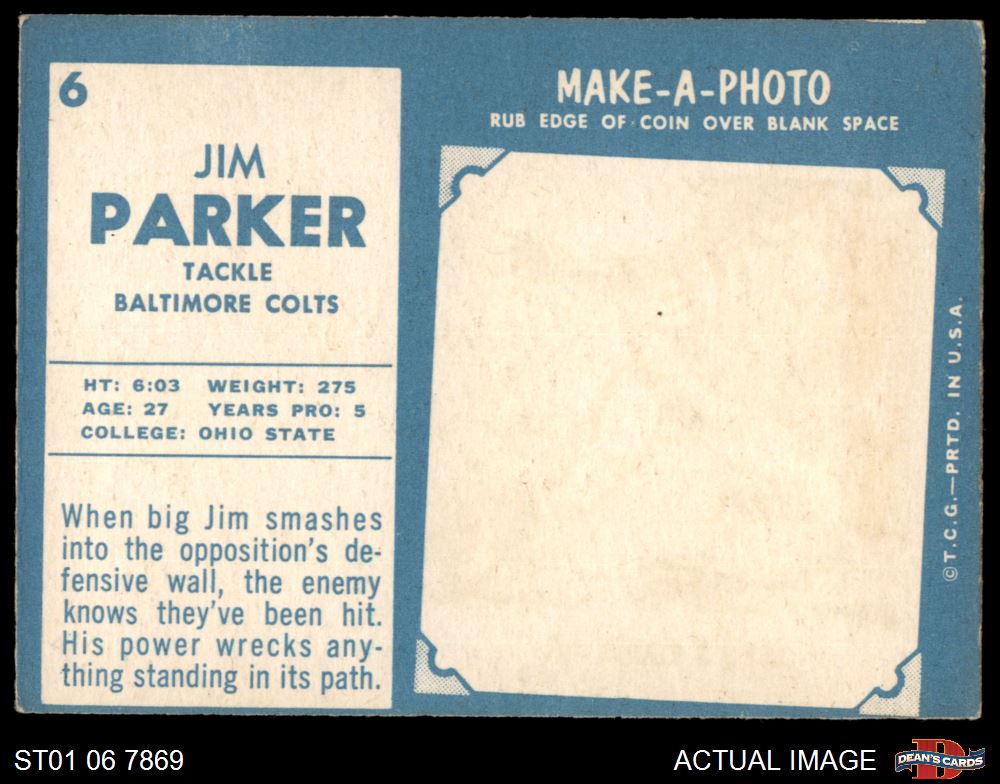 6
JIM
PARKER
TACKLE
BALTIMORE COLTS
HT: 6:03 WEIGHT: 275
AGE: 27 YEARS PRO: 5
COLLEGE: OHIO STATE
When big Jim smashes
into the opposition's de-
fensive wall, the enemy
knows they've been hit.
His power wrecks any-
thing standing in its path.
MAKE-A-PHOTO
RUB EDGE OF COIN OVER BLANK SPACE
©T.C.G.—PRTD. IN U.S.A.
ST01 06 7869
ACTUAL IMAGE
D
DEAN'S CARDS